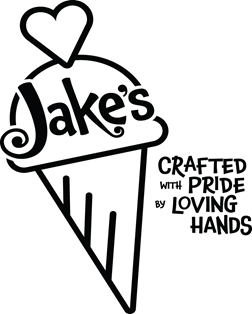 Jake's
CRAFTED
WITH PRIDE
BY LOVING
HANDS